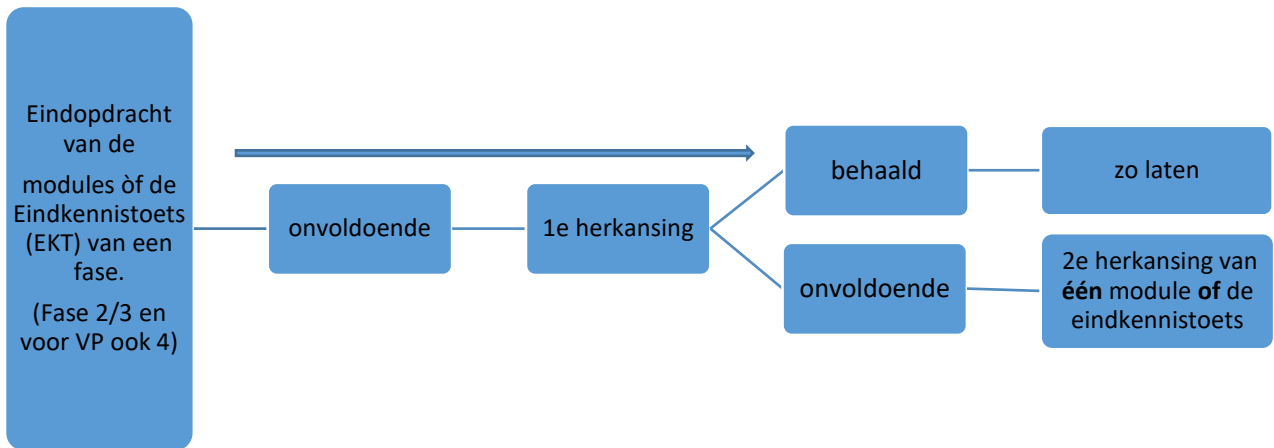 Eindopdracht
van de
modules òf de
Eindkennistoets
(EKT) van een
fase.
(Fase 2/3 en
voor VP ook 4)
onvoldoende
1e herkansing
behaald
zo laten
onvoldoende
2e herkansing van
één module of de
eindkennistoets